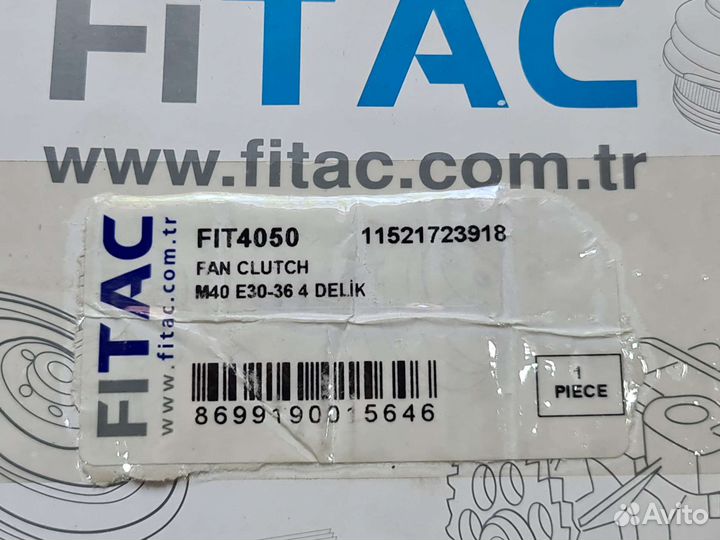 FiTAC
www.fitac.com.tr
FITAC
www.fitac.com.tr
FIT4050 11521723918
FAN CLUTCH
M40 E30-36 4 DELİK
8699190015646
1
PIECE
Avito